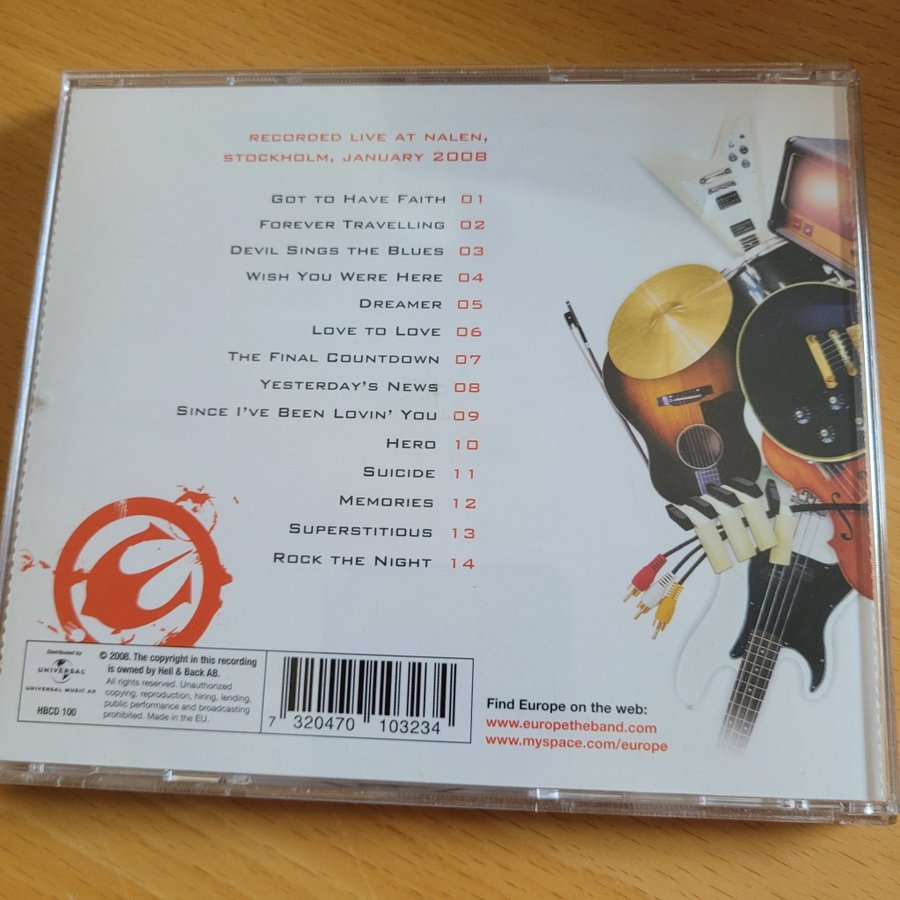 RECORDED LIVE AT NALEN,
STOCKHOLM, JANUARY 2008
GOT TO HAVE FAITH 01
FOREVER TRAVELLING 02
DEVIL SINGS THE BLUES 03
WISH YOU WERE HERE 04
DREAMER 05
LOVE TO LOVE 06
THE FINAL COUNTDOWN 07
YESTERDAY'S NEWS 08
SINCE I'VE BEEN LOVIN' YOU 09
HERO 10
SUICIDE 11
MEMORIES 12
SUPERSTITIOUS 13
ROCK THE NIGHT 14
Distributed by
UNIVERSAL
UNIVERSAL MUSIC AB
HBCD 100
© 2008. The copyright in this recording
is owned by Hell & Back AB.
All rights reserved. Unauthorized
copying, reproduction, hiring, lending,
public performance and broadcasting
prohibited. Made in the EU.
7 320470 103234
Find Europe on the web:
www.europetheband.com
www.myspace.com/europe